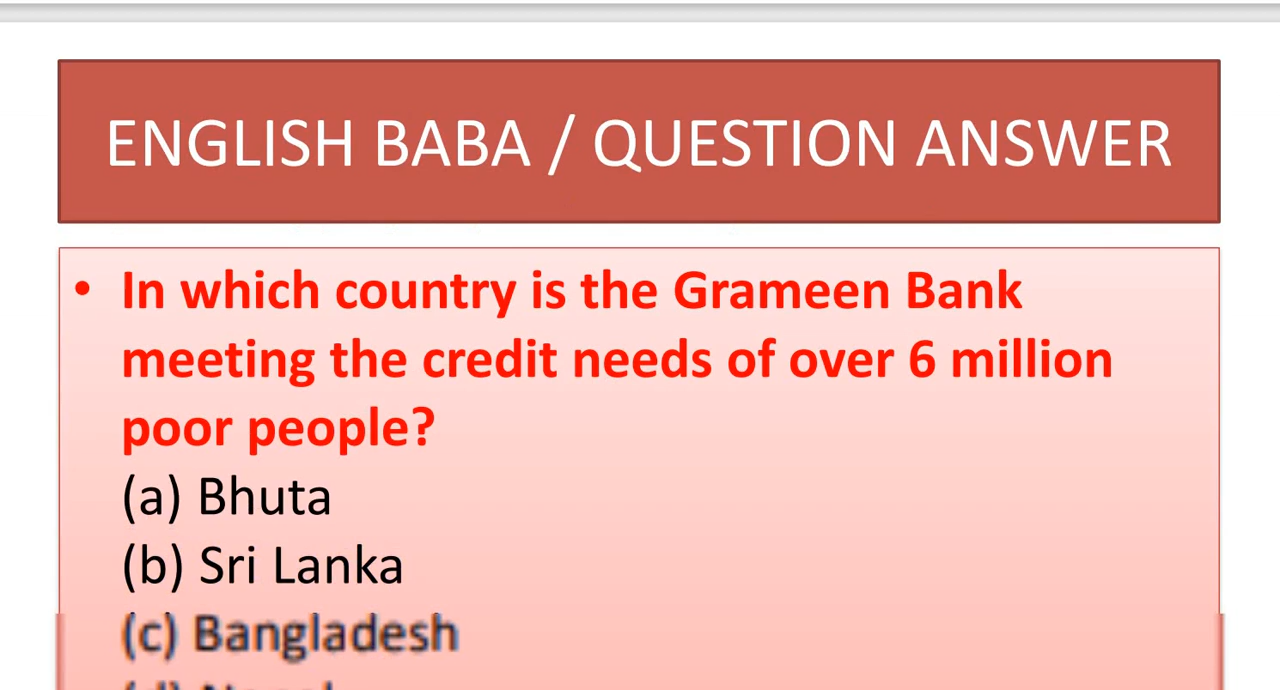 ENGLISH BABA / QUESTION ANSWER
• In which country is the Grameen Bank
meeting the credit needs of over 6 million
poor people?
(a) Bhuta
(b) Sri Lanka
(c) Bangladesh